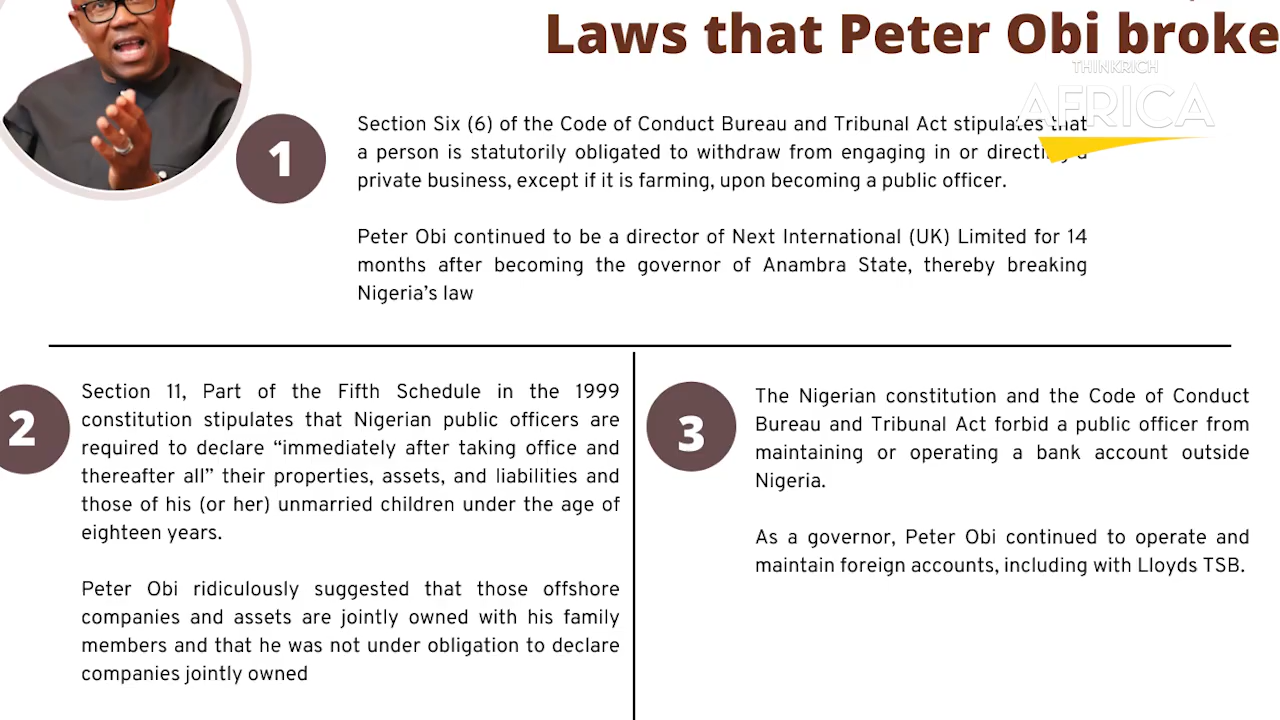 Laws that Peter Obi broke
THINKRICH
AFRICA
1
Section Six (6) of the Code of Conduct Bureau and Tribunal Act stipulates that
a person is statutorily obligated to withdraw from engaging in or directing a
private business, except if it is farming, upon becoming a public officer.
Peter Obi continued to be a director of Next International (UK) Limited for 14
months after becoming the governor of Anambra State, thereby breaking
Nigeria's law
2
Section 11, Part of the Fifth Schedule in the 1999
constitution stipulates that Nigerian public officers are
required to declare “immediately after taking office and
thereafter all” their properties, assets, and liabilities and
those of his (or her) unmarried children under the age of
eighteen years.
Peter Obi ridiculously suggested that those offshore
companies and assets are jointly owned with his family
members and that he was not under obligation to declare
companies jointly owned
3
The Nigerian constitution and the Code of Conduct
Bureau and Tribunal Act forbid a public officer from
maintaining or operating a bank account outside
Nigeria.
As a governor, Peter Obi continued to operate and
maintain foreign accounts, including with Lloyds TSB.